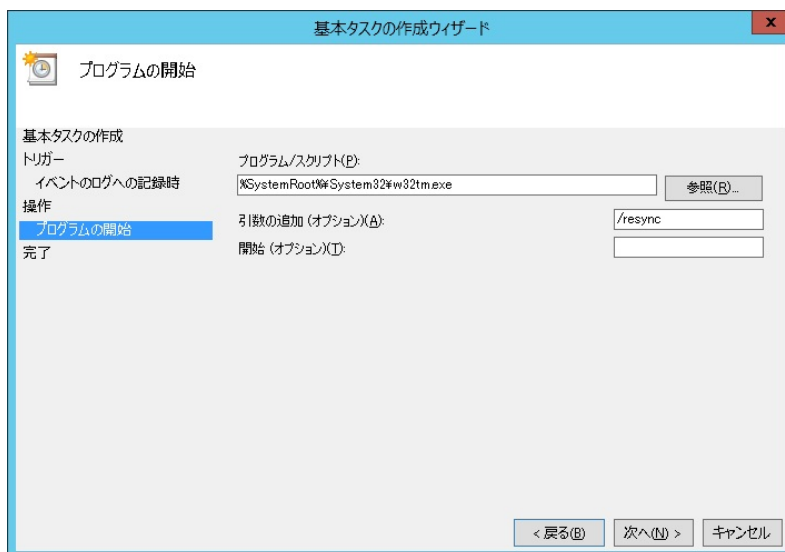 基本タスクの作成ウィザード
x
プログラムの開始
基本タスクの作成
トリガー
イベントのログへの記録時
操作
プログラムの開始
完了
プログラム/スクリプト(P):
%SystemRoot%¥System32¥w32tm.exe
参照(R)...
引数の追加 (オプション)(A):
/resync
開始 (オプション)(T):
< 戻る(B)
次へ(N) >
キャンセル